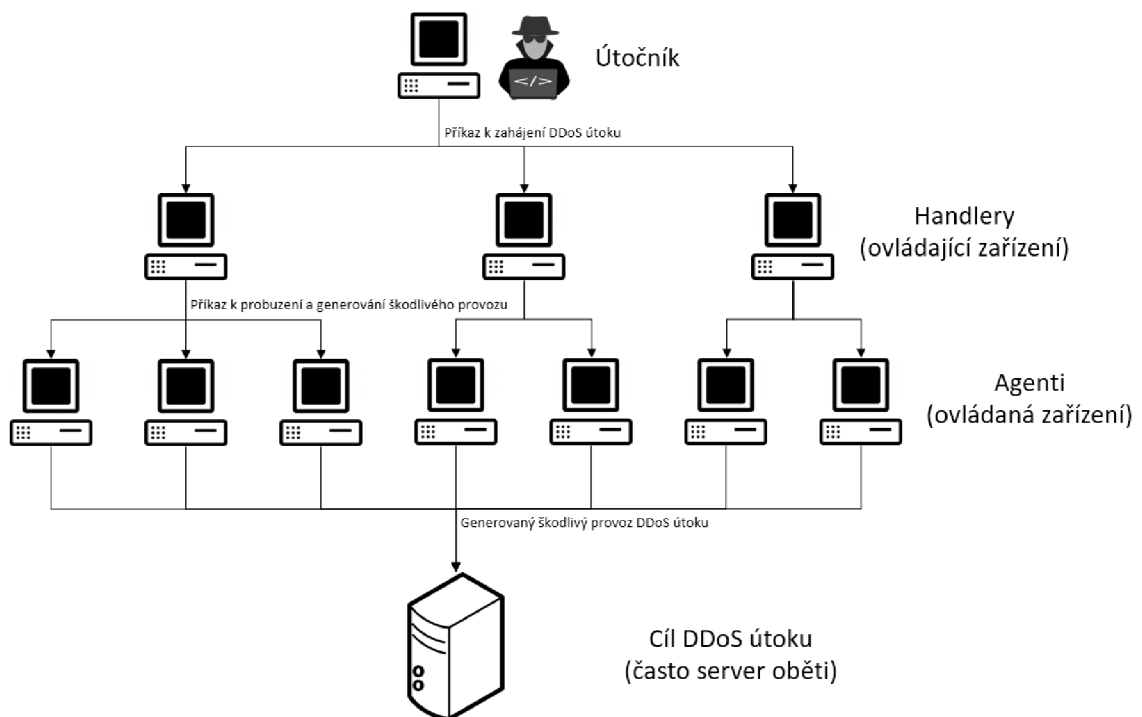 Útočník
</>
Příkaz k zahájení DDoS útoku
Handlery
(ovládající zařízení)
Příkaz k probuzení a generování škodlivého provozu
Agenti
(ovládaná zařízení)
Generovaný škodlivý provoz DDoS útoku
Cíl DDoS útoku
(často server oběti)